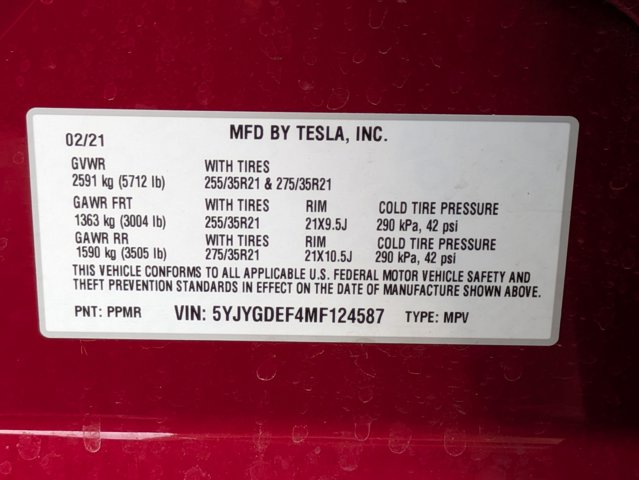 02/21 MFD BY TESLA, INC.
GVWR WITH TIRES
2591 kg (5712 lb) 255/35R21 & 275/35R21
GAWR FRT WITH TIRES RIM COLD TIRE PRESSURE
1363 kg (3004 lb) 255/35R21 21X9.5J 290 kPa, 42 psi
GAWR RR WITH TIRES RIM COLD TIRE PRESSURE
1590 kg (3505 lb) 275/35R21 21X10.5J 290 kPa, 42 psi
THIS VEHICLE CONFORMS TO ALL APPLICABLE U.S. FEDERAL MOTOR VEHICLE SAFETY AND
THEFT PREVENTION STANDARDS IN EFFECT ON THE DATE OF MANUFACTURE SHOWN ABOVE.
PNT: PPMR VIN: 5YJYGDEF4MF124587 TYPE: MPV